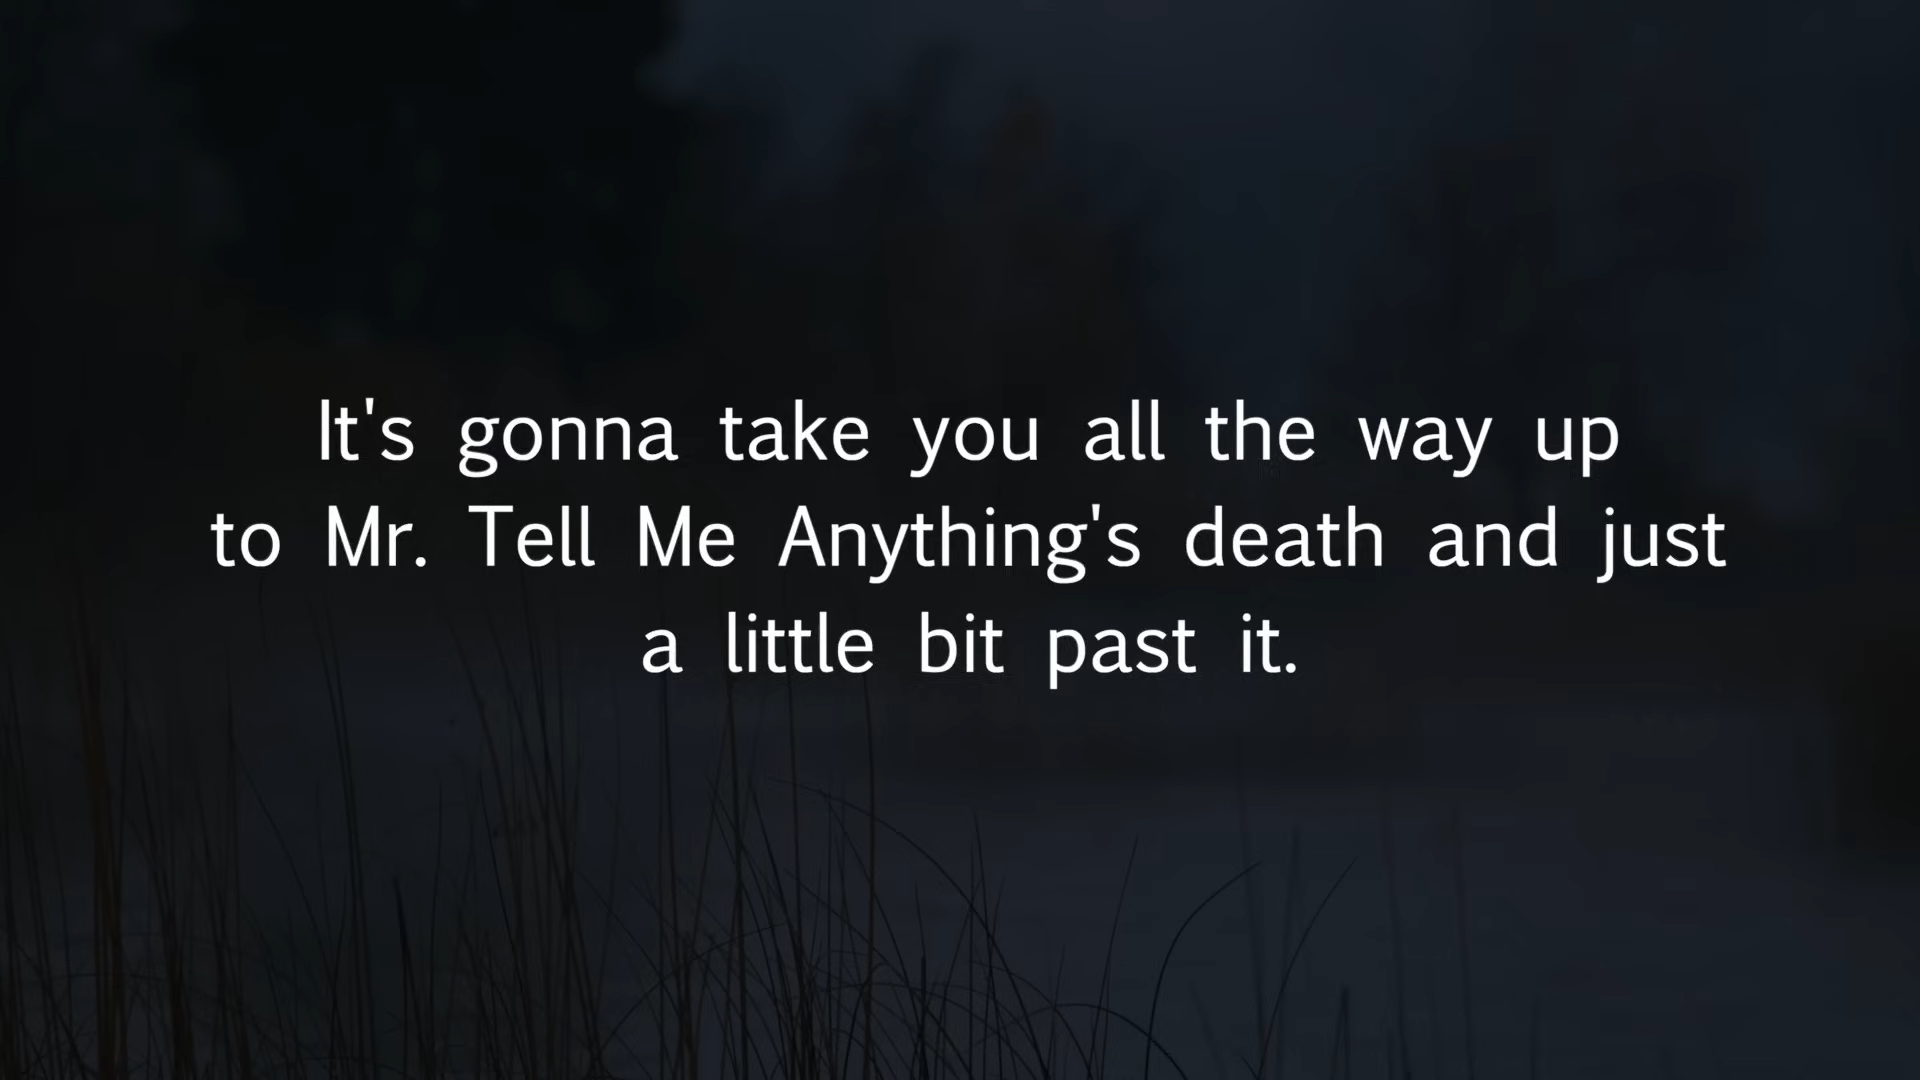 It's gonna take you all the way up
to Mr. Tell Me Anything's death and just
a little bit past it.